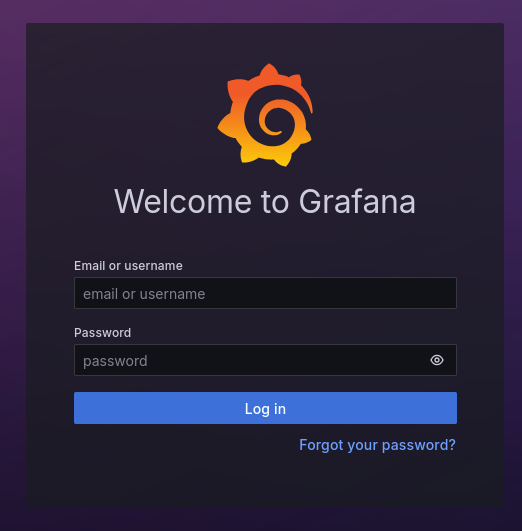 Welcome to Grafana
Email or username
email or username
Password
password
Log in
Forgot your password?